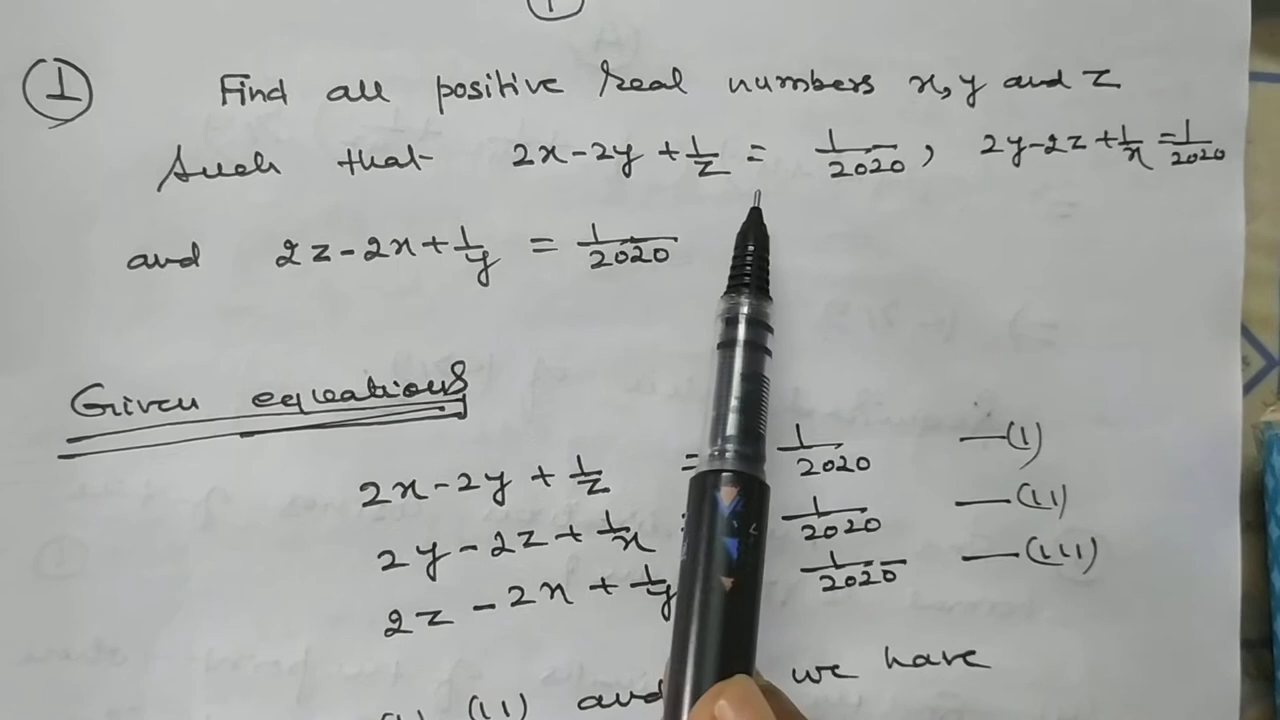 (1) Find all positive real numbers x, y and z
Such that 2x-2y+1/z = 1/2020, 2y-2z+1/x = 1/2020
and 2z-2x+1/y = 1/2020
Given equations
2x-2y+1/z = 1/2020 —(I)
2y-2z+1/x 1/2020 —(II)
2z-2x+1/y 1/2020 —(III)
(II) and we have